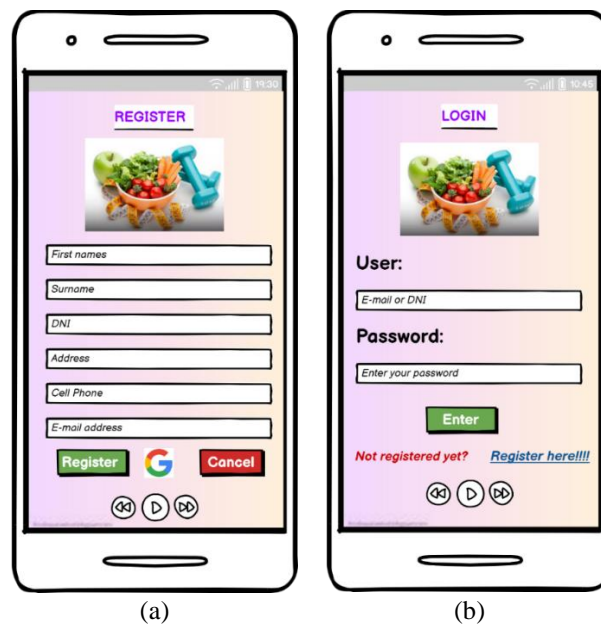 19:30
REGISTER
First names
Surname
DNI
Address
Cell Phone
E-mail address
Register
G
Cancel
(a)
10:45
LOGIN
User:
E-mail or DNI
Password:
Enter your password
Enter
Not registered yet? Register here!!!!
(b)